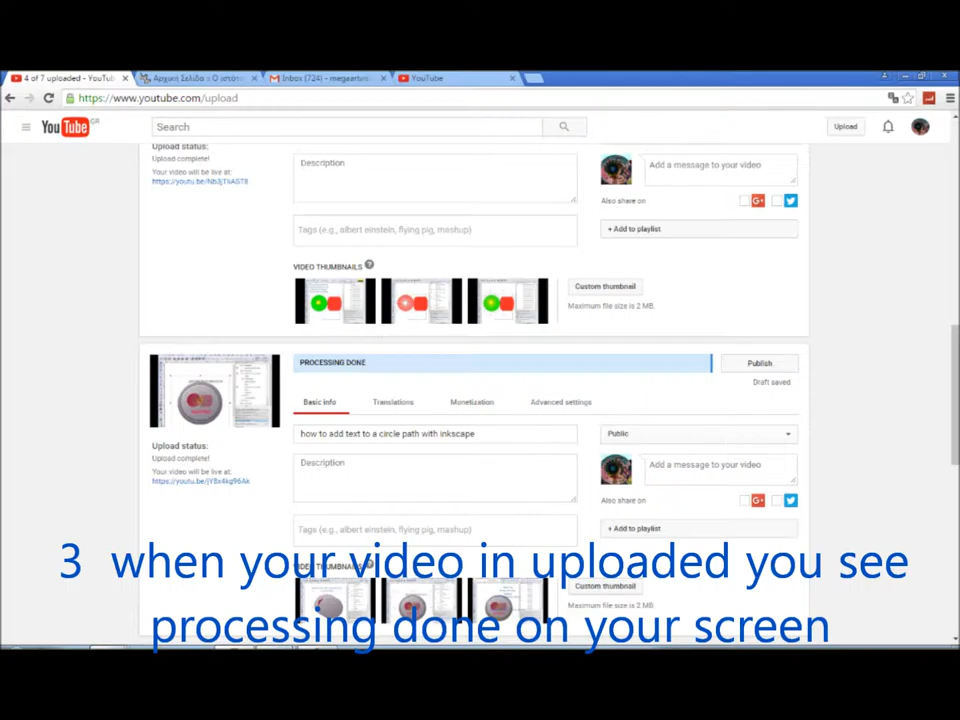 4 of 7 uploaded - YouTub
Αρχική Σελίδα :: Ο ιστότο
Inbox (724) - megaartsin
YouTube
https://www.youtube.com/upload
YouTube GR
Search
Upload
Upload status:
Upload complete!
Your video will be live at:
Description
Add a message to your video
Also share on
Tags (e.g., albert einstein, flying pig, mashup)
+ Add to playlist
VIDEO THUMBNAILS ?
Custom thumbnail
Maximum file size is 2 MB.
PROCESSING DONE
Publish
Draft saved
Basic info
Translations
Monetization
Advanced settings
how to add text to a circle path with inkscape
Public
Upload status:
Upload complete!
Your video will be live at:
https://youtu.be/jY8x4kg96Ak
Description
Add a message to your video
Also share on
Tags (e.g., albert einstein, flying pig, mashup)
+ Add to playlist
Custom thumbnail
Maximum file size is 2 MB.
3 when your video in uploaded you see
processing done on your screen